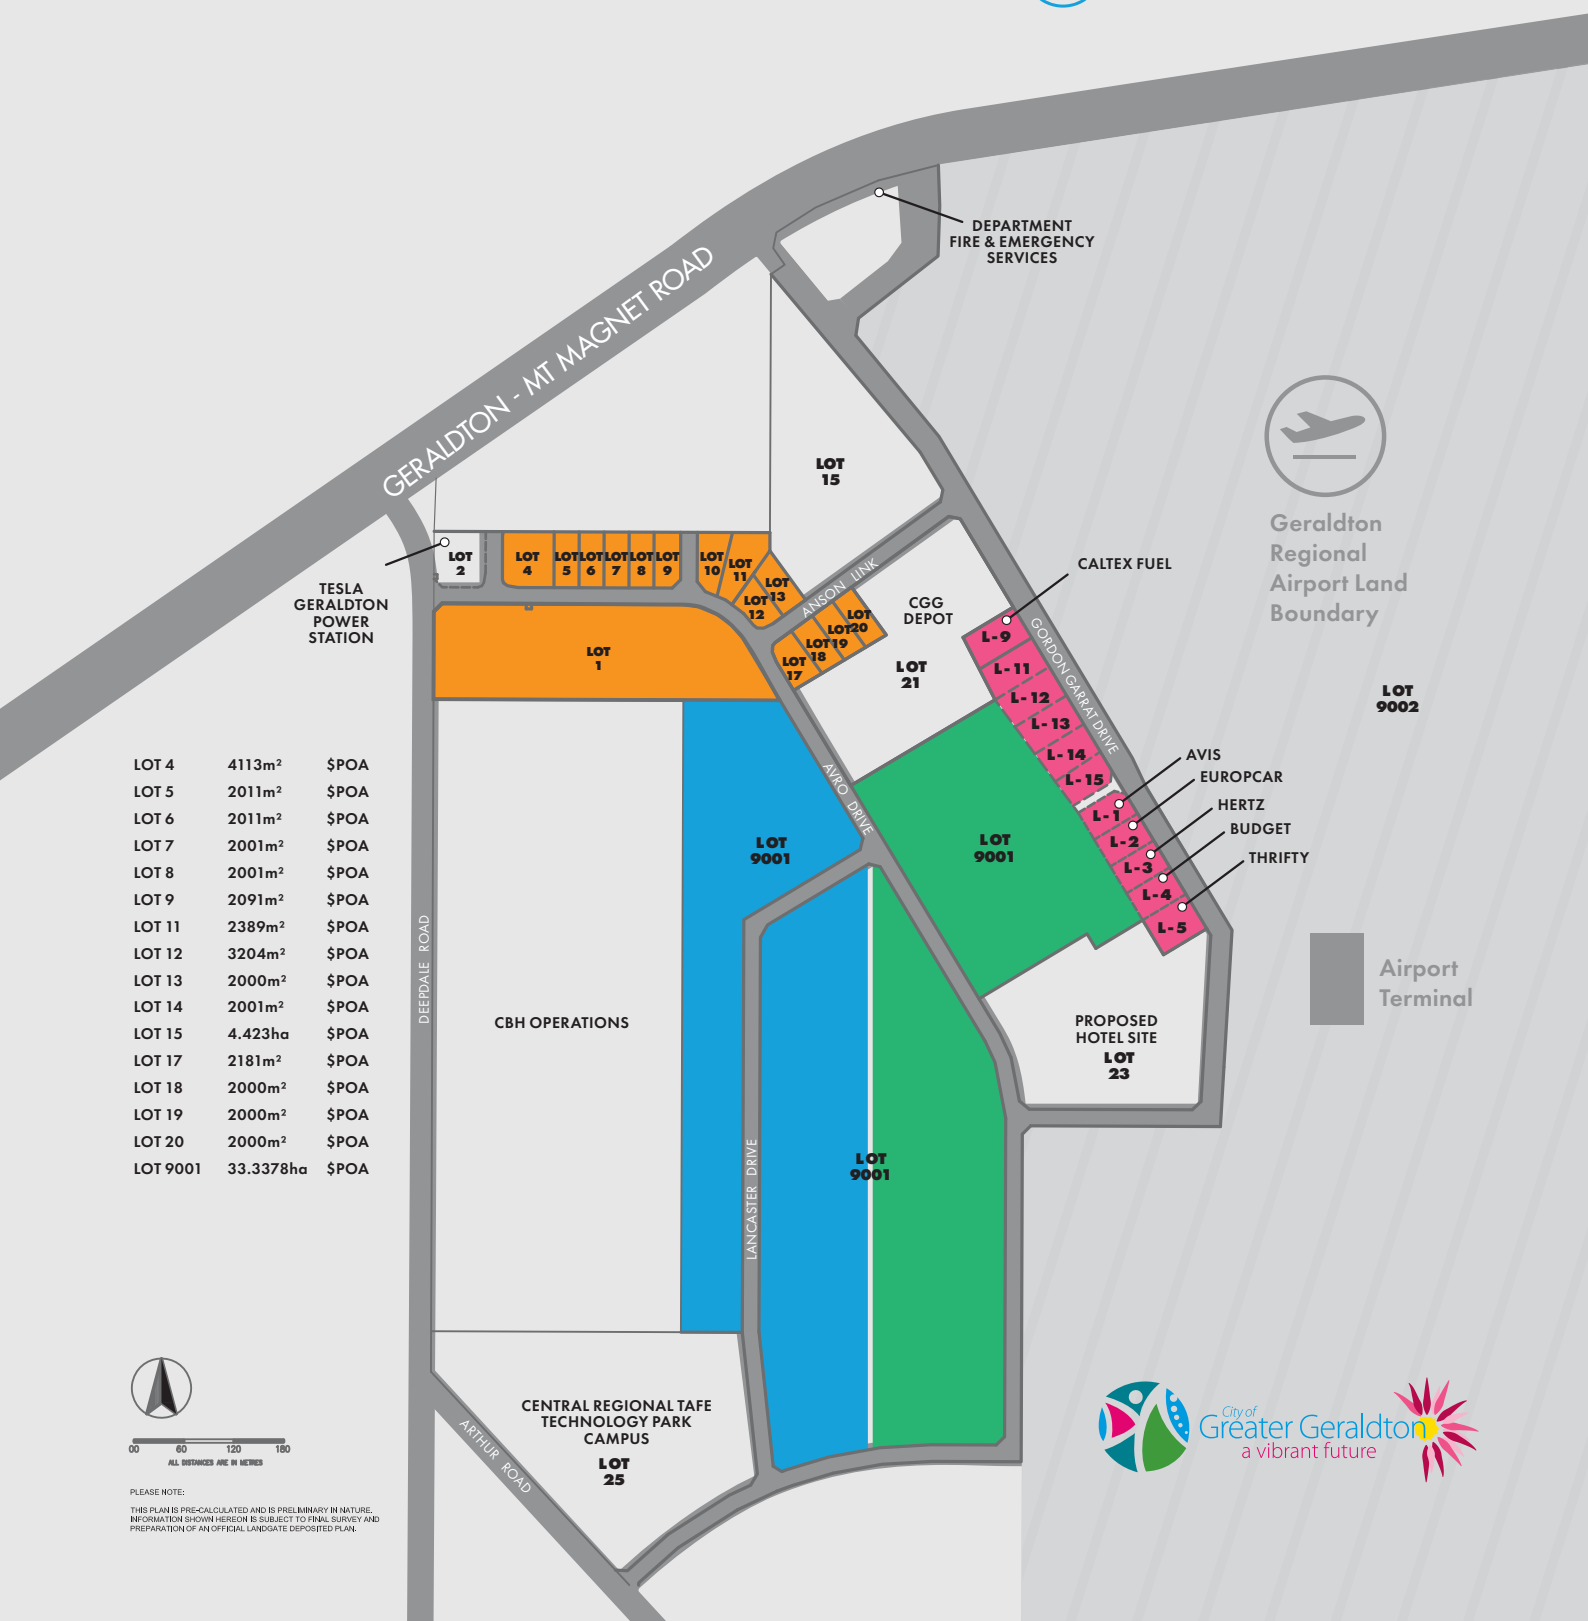 GERALDTON - MT MAGNET ROAD
DEPARTMENT
FIRE & EMERGENCY
SERVICES
LOT
15
Geraldton
Regional
Airport Land
Boundary
LOT
9002
TESLA
GERALDTON
POWER
STATION
LOT
2
LOT
4
LOT
5
LOT
6
LOT
7
LOT
8
LOT
9
LOT
10
LOT
11
LOT
12
LOT
13
ANSON LINK
LOT
17
LOT
18
LOT
19
LOT
20
LOT
1
CGG
DEPOT
LOT
21
CALTEX FUEL
GORDON GARRAT DRIVE
L-9
L-11
L-12
L-13
L-14
L-15
L-1
L-2
L-3
L-4
L-5
AVIS
EUROPCAR
HERTZ
BUDGET
THRIFTY
AVRO DRIVE
LOT
9001
LOT
9001
LOT
9001
Airport
Terminal
PROPOSED
HOTEL SITE
LOT
23
CBH OPERATIONS
DEEPDALE ROAD
LANCASTER DRIVE
LOT 4 4113m² $POA
LOT 5 2011m² $POA
LOT 6 2011m² $POA
LOT 7 2001m² $POA
LOT 8 2001m² $POA
LOT 9 2091m² $POA
LOT 11 2389m² $POA
LOT 12 3204m² $POA
LOT 13 2000m² $POA
LOT 14 2001m² $POA
LOT 15 4.423ha $POA
LOT 17 2181m² $POA
LOT 18 2000m² $POA
LOT 19 2000m² $POA
LOT 20 2000m² $POA
LOT 9001 33.3378ha $POA
CENTRAL REGIONAL TAFE
TECHNOLOGY PARK
CAMPUS
LOT
25
ARTHUR ROAD
00 60 120 180
ALL DISTANCES ARE IN METRES
PLEASE NOTE:
THIS PLAN IS PRE-CALCULATED AND IS PRELIMINARY IN NATURE.
INFORMATION SHOWN HEREON IS SUBJECT TO FINAL SURVEY AND
PREPARATION OF AN OFFICIAL LANDGATE DEPOSITED PLAN.
City of
Greater Geraldton
a vibrant future